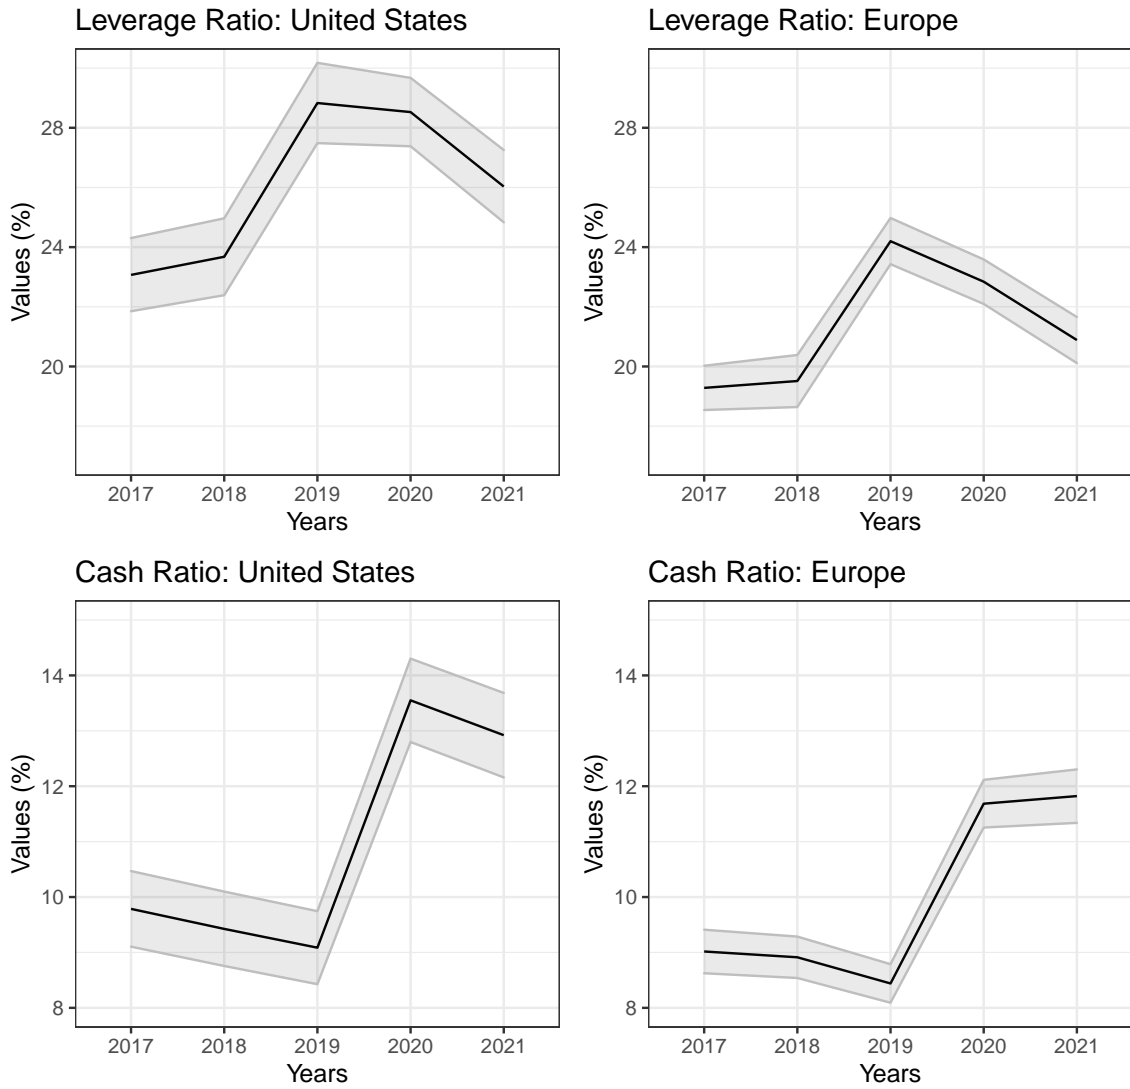 Leverage Ratio: United States
Values (%)
28
24
20
2017 2018 2019 2020 2021
Years
Leverage Ratio: Europe
Values (%)
28
24
20
2017 2018 2019 2020 2021
Years
Cash Ratio: United States
Values (%)
14
12
10
8
2017 2018 2019 2020 2021
Years
Cash Ratio: Europe
Values (%)
14
12
10
8
2017 2018 2019 2020 2021
Years